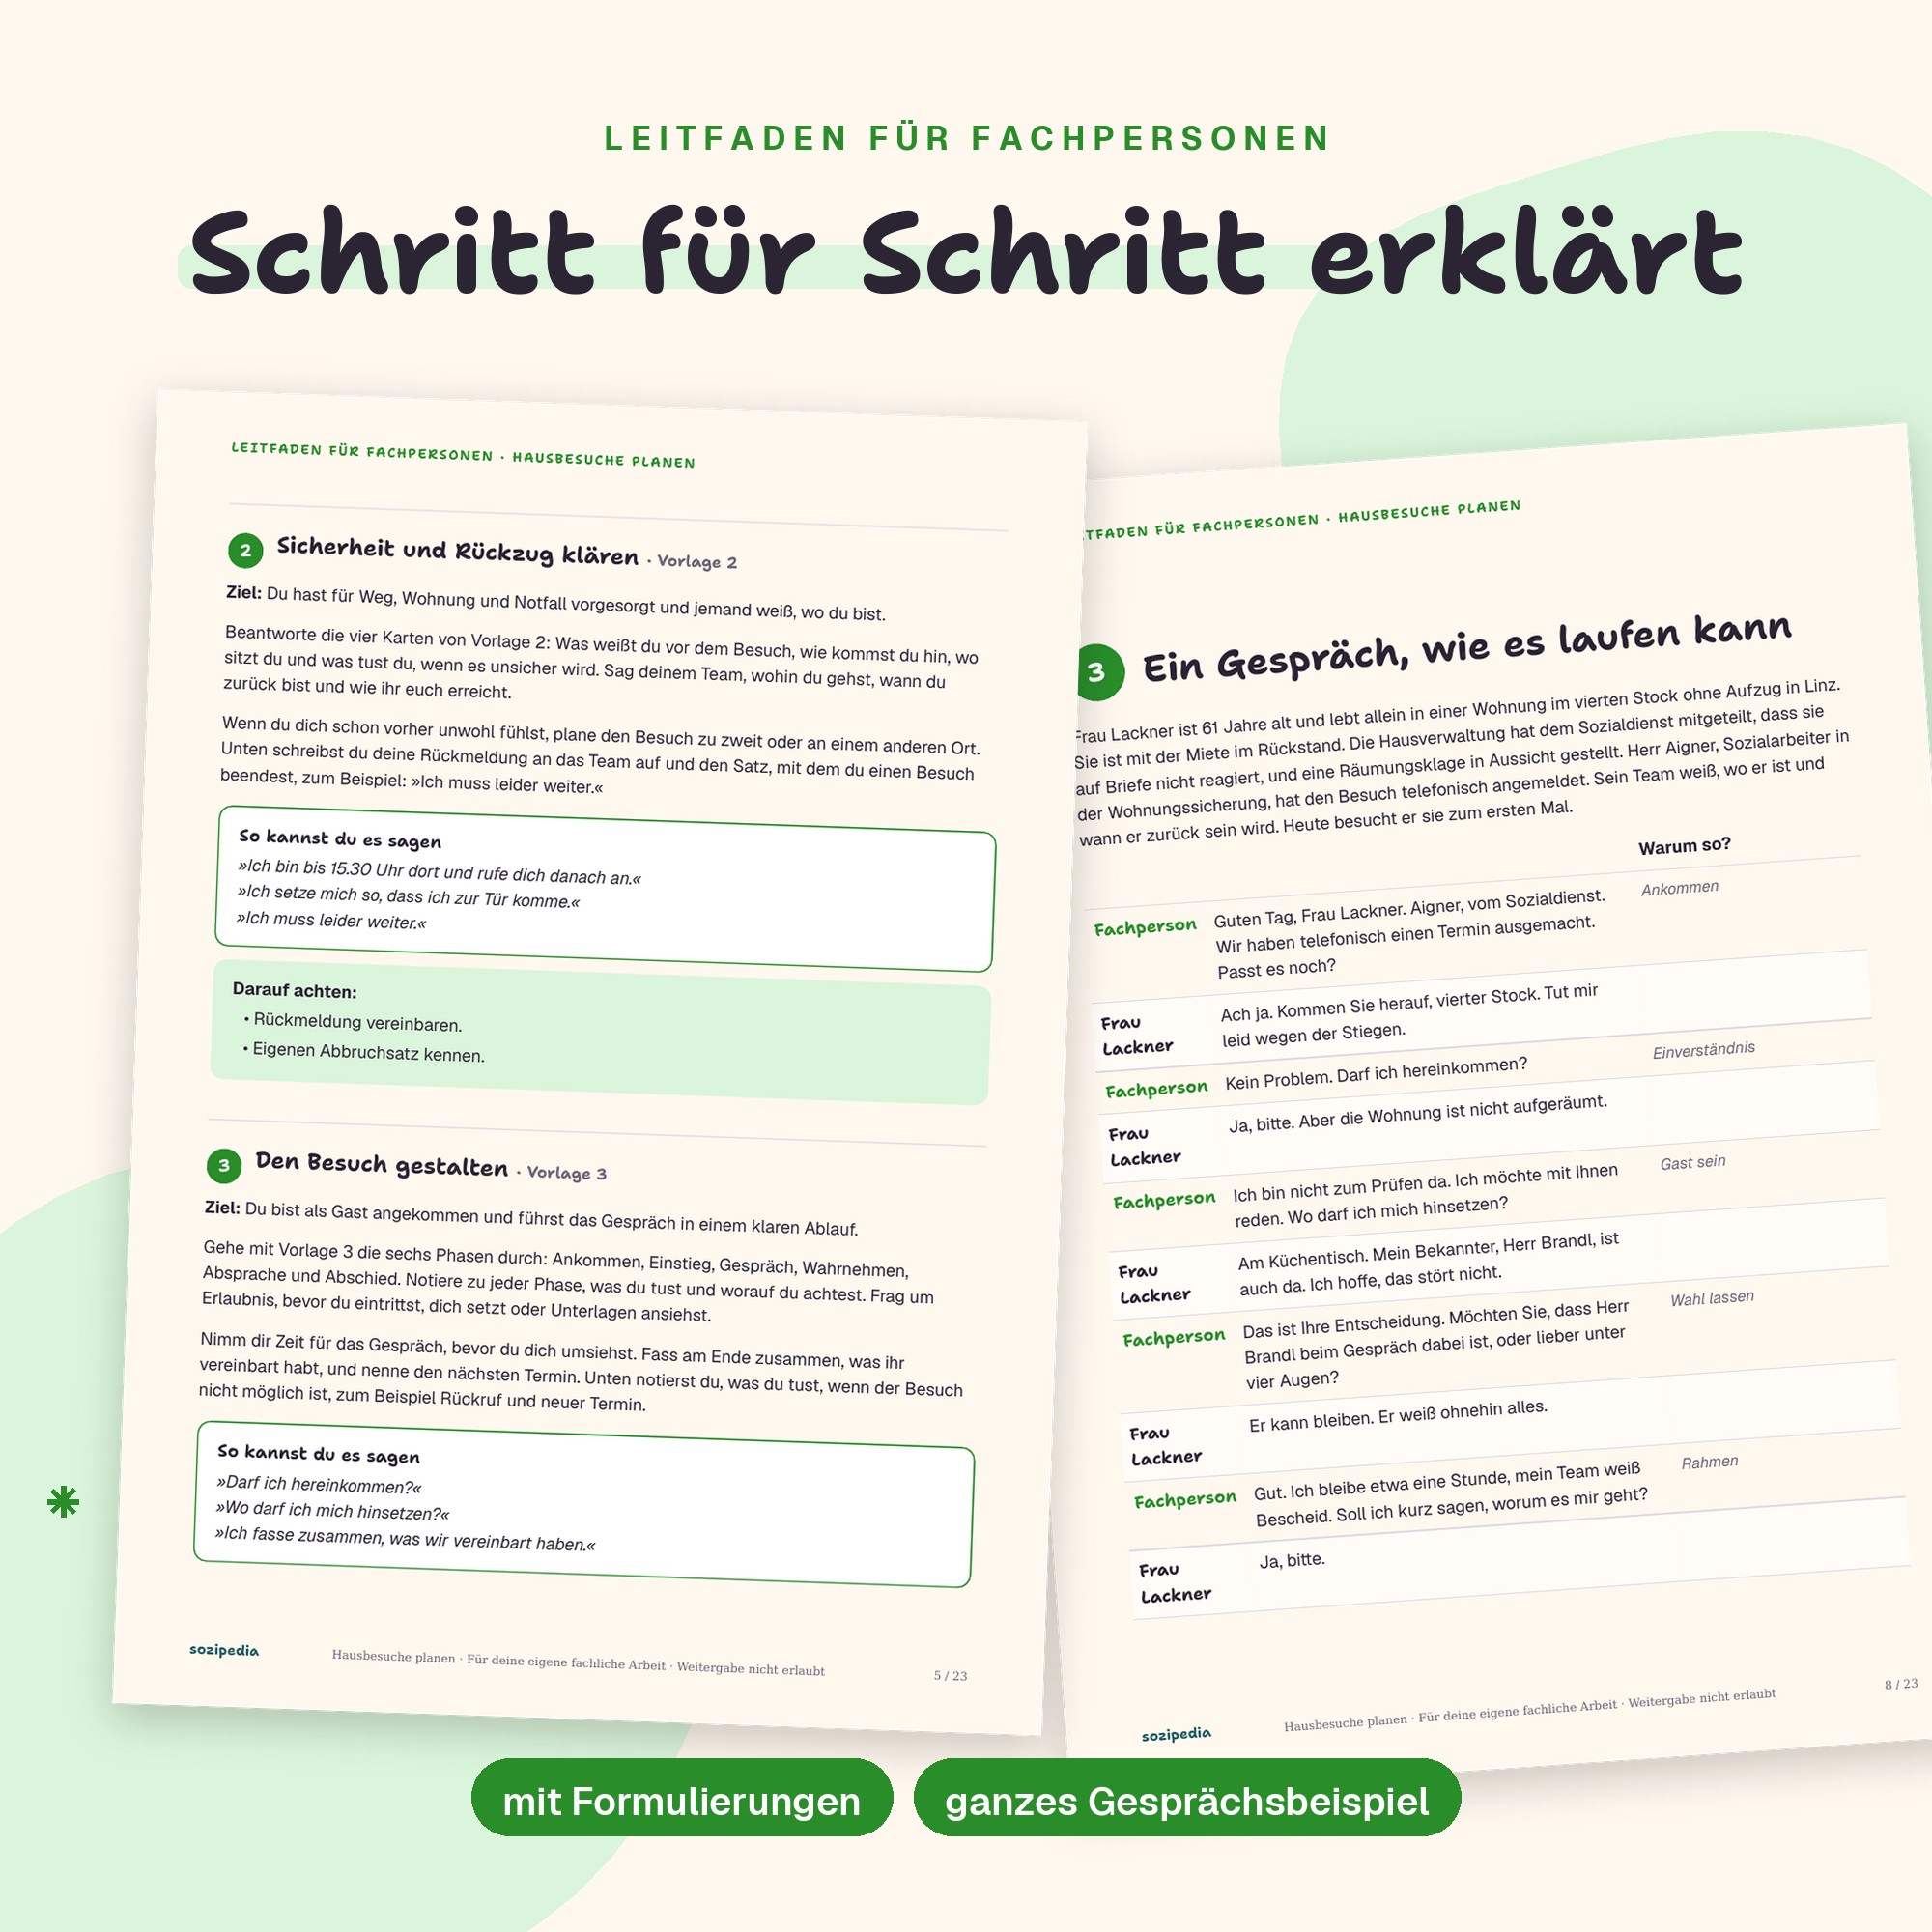 LEITFADEN FÜR FACHPERSONEN
Schritt für Schritt erklärt
LEITFADEN FÜR FACHPERSONEN · HAUSBESUCHE PLANEN
2 Sicherheit und Rückzug klären · Vorlage 2
Ziel: Du hast für Weg, Wohnung und Notfall vorgesorgt und jemand weiß, wo du bist.
Beantworte die vier Karten von Vorlage 2: Was weißt du vor dem Besuch, wie kommst du hin, wo
sitzt du und was tust du, wenn es unsicher wird. Sag deinem Team, wohin du gehst, wann du
zurück bist und wie ihr euch erreicht.
Wenn du dich schon vorher unwohl fühlst, plane den Besuch zu zweit oder an einem anderen Ort.
Unten schreibst du deine Rückmeldung an das Team auf und den Satz, mit dem du einen Besuch
beendest, zum Beispiel: »Ich muss leider weiter.«
So kannst du es sagen
»Ich bin bis 15.30 Uhr dort und rufe dich danach an.«
»Ich setze mich so, dass ich zur Tür komme.«
»Ich muss leider weiter.«
Darauf achten:
• Rückmeldung vereinbaren.
• Eigenen Abbruchsatz kennen.
3 Den Besuch gestalten · Vorlage 3
Ziel: Du bist als Gast angekommen und führst das Gespräch in einem klaren Ablauf.
Gehe mit Vorlage 3 die sechs Phasen durch: Ankommen, Einstieg, Gespräch, Wahrnehmen,
Absprache und Abschied. Notiere zu jeder Phase, was du tust und worauf du achtest. Frag um
Erlaubnis, bevor du eintrittst, dich setzt oder Unterlagen ansiehst.
Nimm dir Zeit für das Gespräch, bevor du dich umsiehst. Fass am Ende zusammen, was ihr
vereinbart habt, und nenne den nächsten Termin. Unten notierst du, was du tust, wenn der Besuch
nicht möglich ist, zum Beispiel Rückruf und neuer Termin.
So kannst du es sagen
»Darf ich hereinkommen?«
»Wo darf ich mich hinsetzen?«
»Ich fasse zusammen, was wir vereinbart haben.«
sozipedia Hausbesuche planen · Für deine eigene fachliche Arbeit · Weitergabe nicht erlaubt 5 / 23
ITFADEN FÜR FACHPERSONEN · HAUSBESUCHE PLANEN
3 Ein Gespräch, wie es laufen kann
Frau Lackner ist 61 Jahre alt und lebt allein in einer Wohnung im vierten Stock ohne Aufzug in Linz.
Sie ist mit der Miete im Rückstand. Die Hausverwaltung hat dem Sozialdienst mitgeteilt, dass sie
auf Briefe nicht reagiert, und eine Räumungsklage in Aussicht gestellt. Herr Aigner, Sozialarbeiter in
der Wohnungssicherung, hat den Besuch telefonisch angemeldet. Sein Team weiß, wo er ist und
wann er zurück sein wird. Heute besucht er sie zum ersten Mal.
Warum so?
Fachperson Guten Tag, Frau Lackner. Aigner, vom Sozialdienst. Ankommen
Wir haben telefonisch einen Termin ausgemacht.
Passt es noch?
Frau Ach ja. Kommen Sie herauf, vierter Stock. Tut mir
Lackner leid wegen der Stiegen.
Fachperson Kein Problem. Darf ich hereinkommen? Einverständnis
Frau Ja, bitte. Aber die Wohnung ist nicht aufgeräumt.
Lackner
Fachperson Ich bin nicht zum Prüfen da. Ich möchte mit Ihnen Gast sein
reden. Wo darf ich mich hinsetzen?
Frau Am Küchentisch. Mein Bekannter, Herr Brandl, ist
Lackner auch da. Ich hoffe, das stört nicht.
Fachperson Das ist Ihre Entscheidung. Möchten Sie, dass Herr Wahl lassen
Brandl beim Gespräch dabei ist, oder lieber unter
vier Augen?
Frau Er kann bleiben. Er weiß ohnehin alles.
Lackner
Fachperson Gut. Ich bleibe etwa eine Stunde, mein Team weiß Rahmen
Bescheid. Soll ich kurz sagen, worum es mir geht?
Frau Ja, bitte.
Lackner
sozipedia Hausbesuche planen · Für deine eigene fachliche Arbeit · Weitergabe nicht erlaubt 8 / 23
mit Formulierungen
ganzes Gesprächsbeispiel